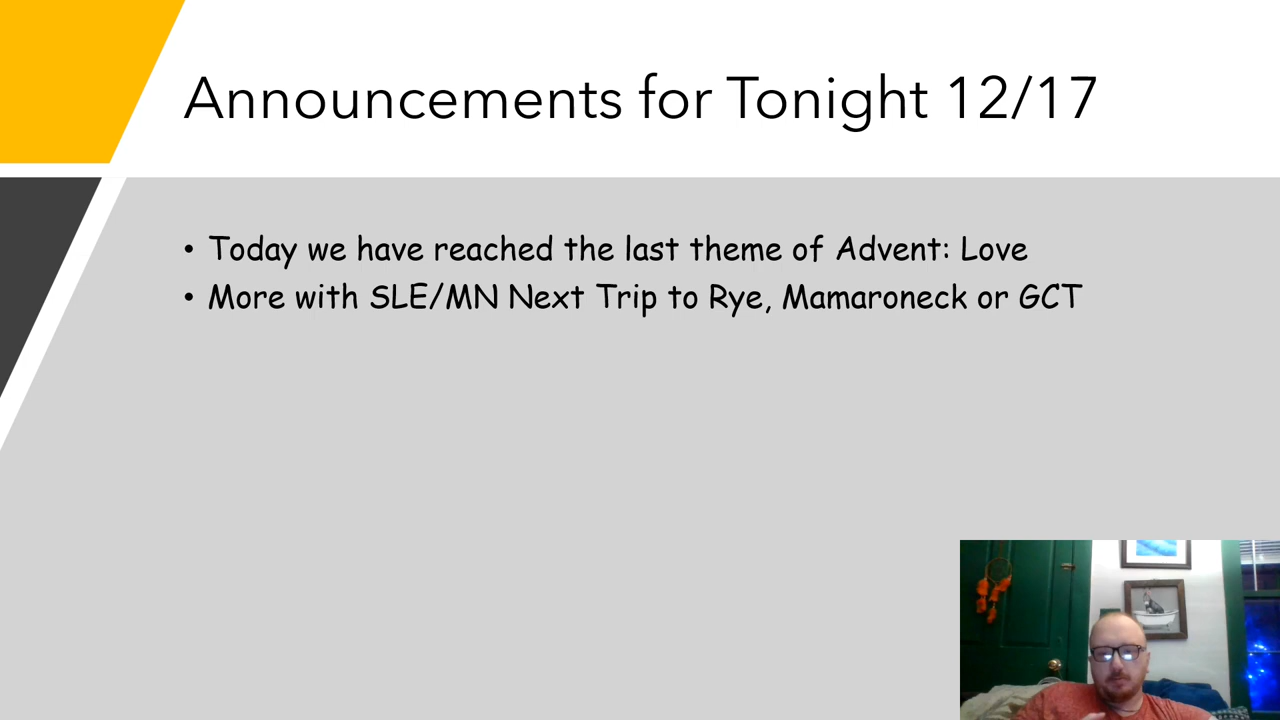 Announcements for Tonight 12/17
• Today we have reached the last theme of Advent: Love
• More with SLE/MN Next Trip to Rye, Mamaroneck or GCT